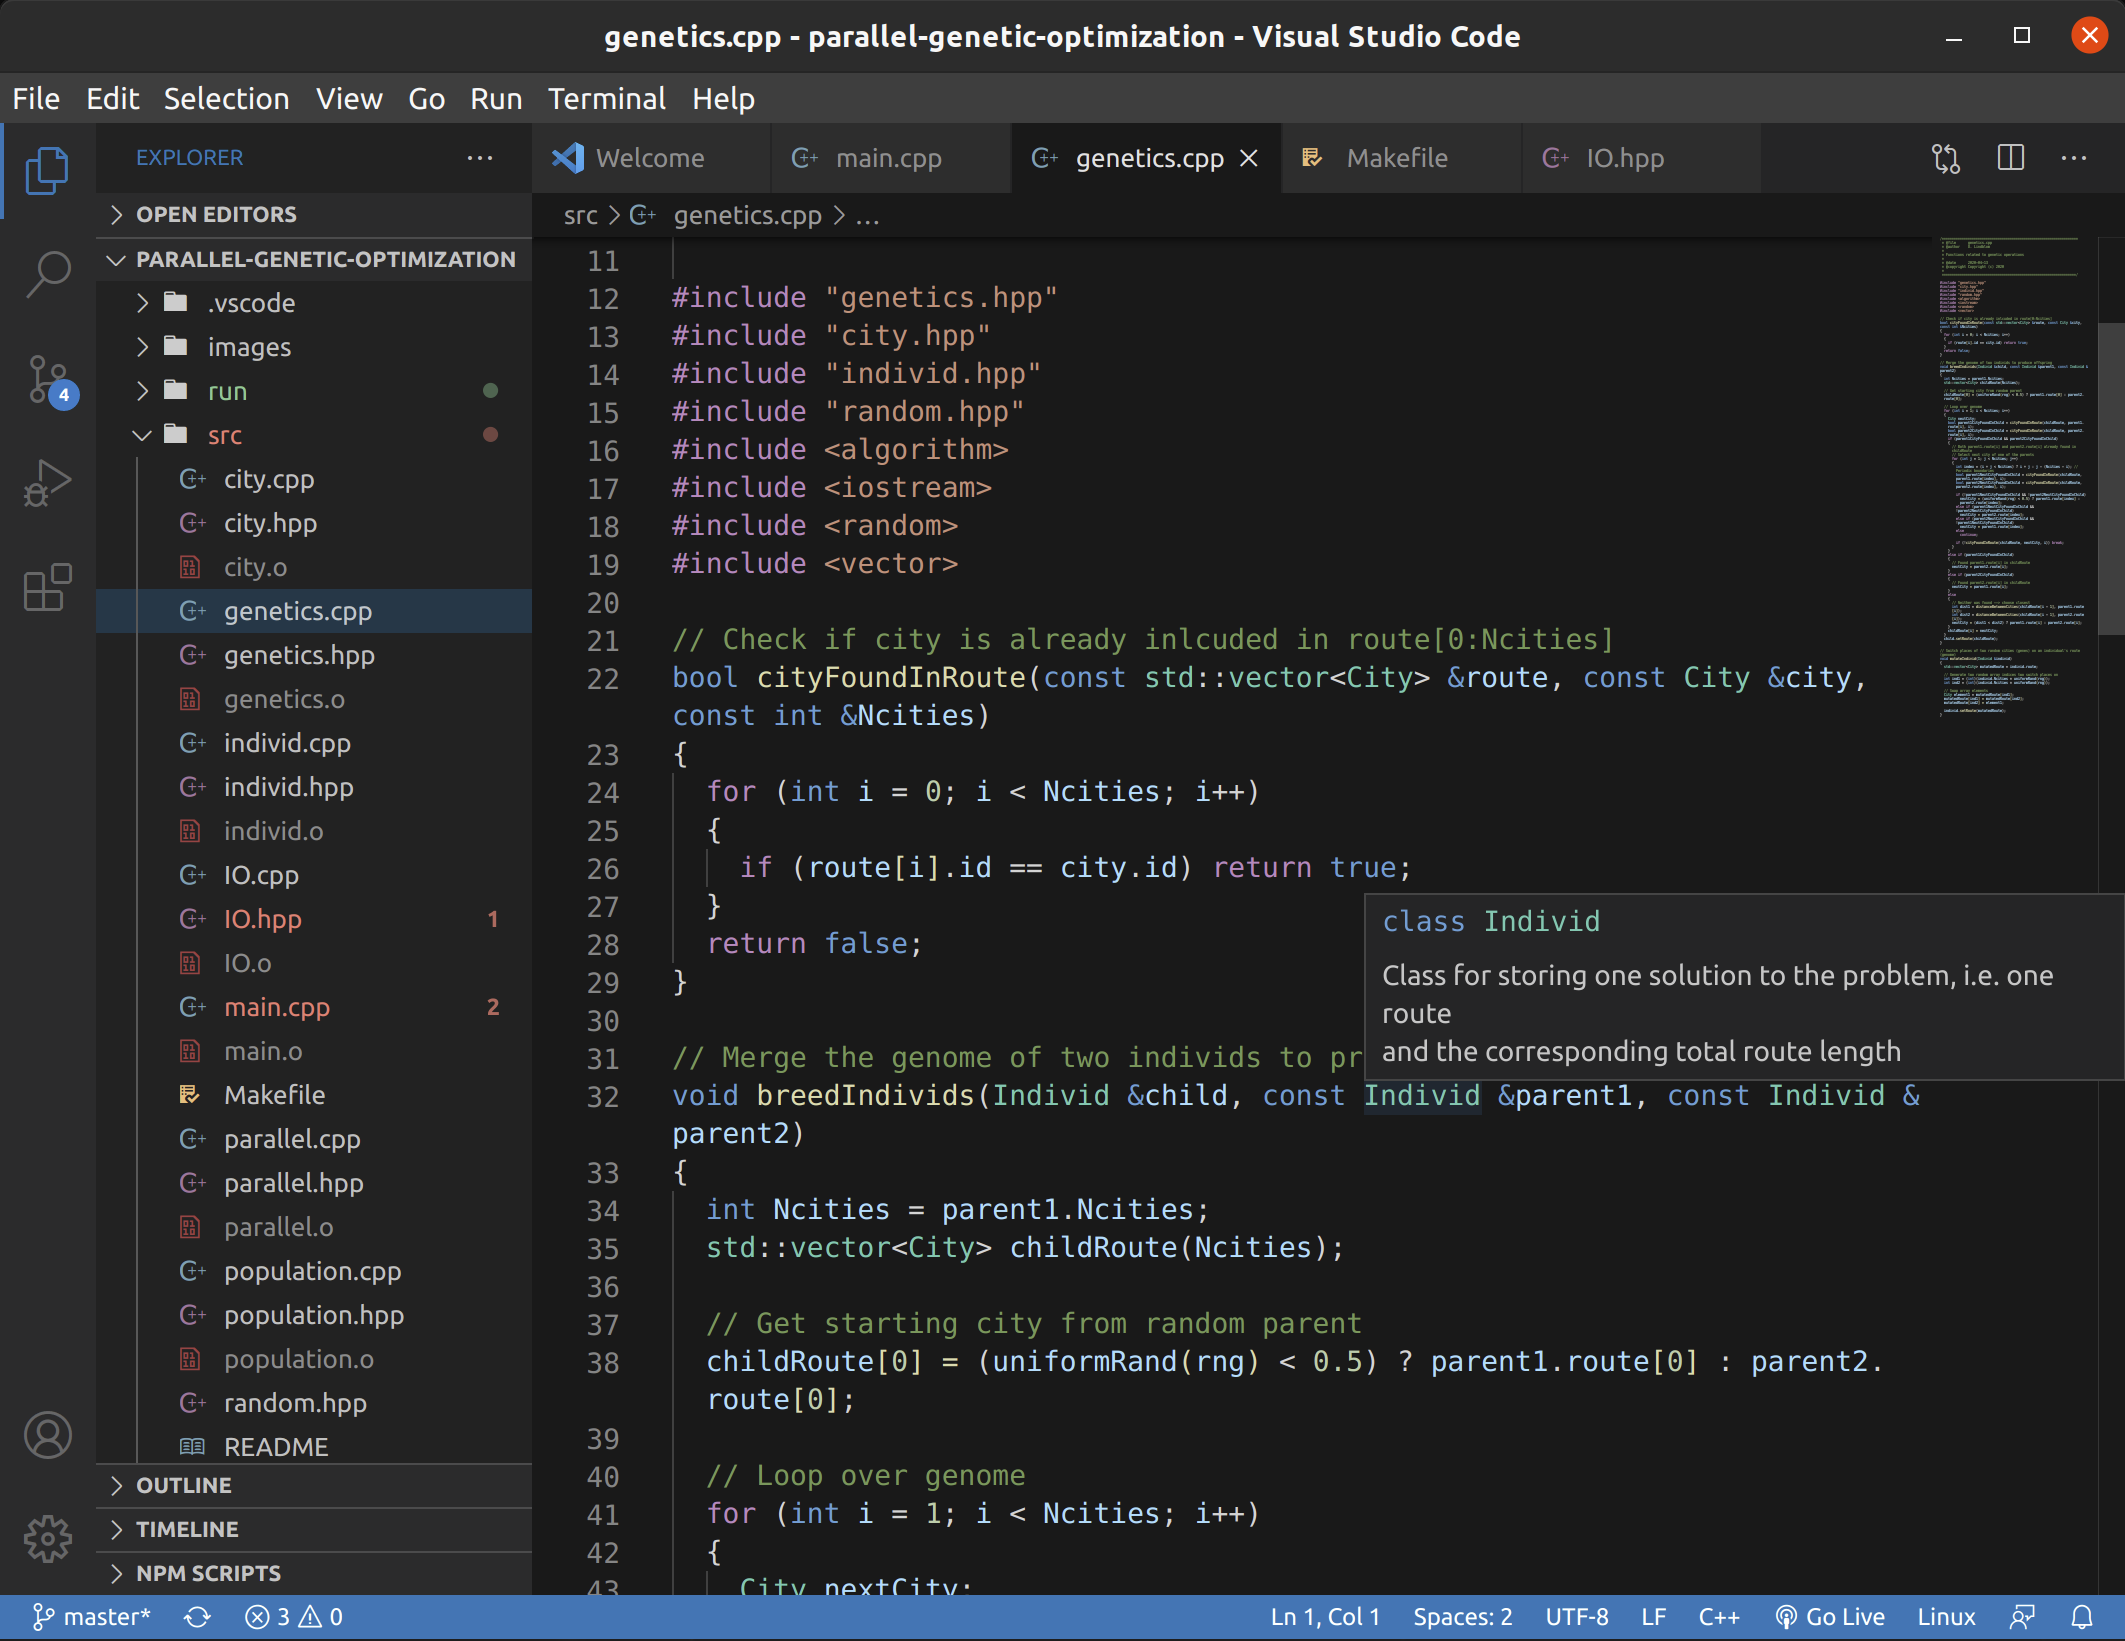 genetics.cpp - parallel-genetic-optimization - Visual Studio Code
File Edit Selection View Go Run Terminal Help
EXPLORER
OPEN EDITORS
PARALLEL-GENETIC-OPTIMIZATION
.vscode
images
run
src
city.cpp
city.hpp
city.o
genetics.cpp
genetics.hpp
genetics.o
individ.cpp
individ.hpp
individ.o
IO.cpp
IO.hpp 1
IO.o
main.cpp 2
main.o
Makefile
parallel.cpp
parallel.hpp
parallel.o
population.cpp
population.hpp
population.o
random.hpp
README
OUTLINE
TIMELINE
NPM SCRIPTS
4
Welcome main.cpp genetics.cpp Makefile IO.hpp
src > genetics.cpp > ...
11
12 #include "genetics.hpp"
13 #include "city.hpp"
14 #include "individ.hpp"
15 #include "random.hpp"
16 #include <algorithm>
17 #include <iostream>
18 #include <random>
19 #include <vector>
20
21 // Check if city is already inlcuded in route[0:Ncities]
22 bool cityFoundInRoute(const std::vector<City> &route, const City &city,
const int &Ncities)
23 {
24 for (int i = 0; i < Ncities; i++)
25 {
26 if (route[i].id == city.id) return true;
27 }
28 return false;
29 }
30
31 // Merge the genome of two individs to pr
32 void breedIndivids(Individ &child, const Individ &parent1, const Individ &
parent2)
33 {
34 int Ncities = parent1.Ncities;
35 std::vector<City> childRoute(Ncities);
36
37 // Get starting city from random parent
38 childRoute[0] = (uniformRand(rng) < 0.5) ? parent1.route[0] : parent2.
route[0];
39
40 // Loop over genome
41 for (int i = 1; i < Ncities; i++)
42 {
43 City nextCity;
class Individ
Class for storing one solution to the problem, i.e. one
route
and the corresponding total route length
master* 3 0 Ln 1, Col 1 Spaces: 2 UTF-8 LF C++ Go Live Linux